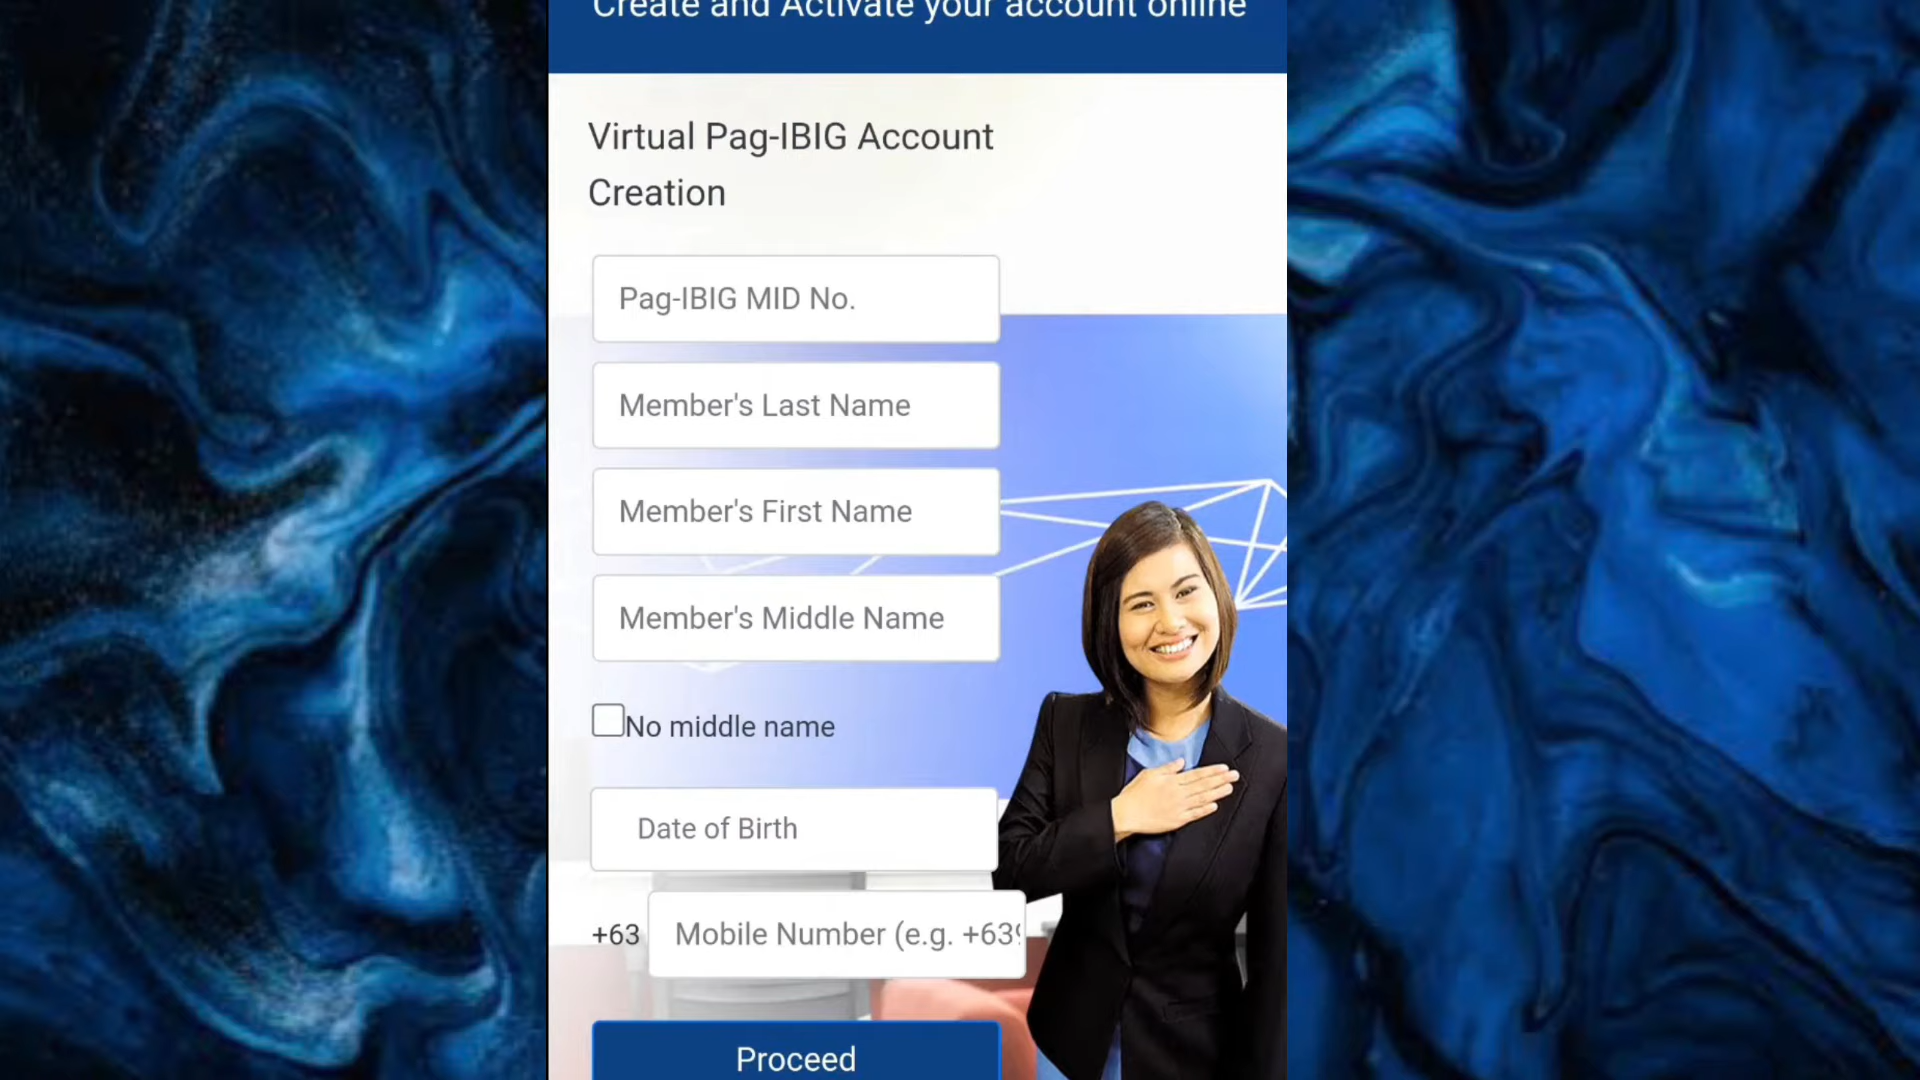 Create and Activate your account online
Virtual Pag-IBIG Account
Creation
Pag-IBIG MID No.
Member's Last Name
Member's First Name
Member's Middle Name
No middle name
Date of Birth
+63 Mobile Number (e.g. +639
Proceed